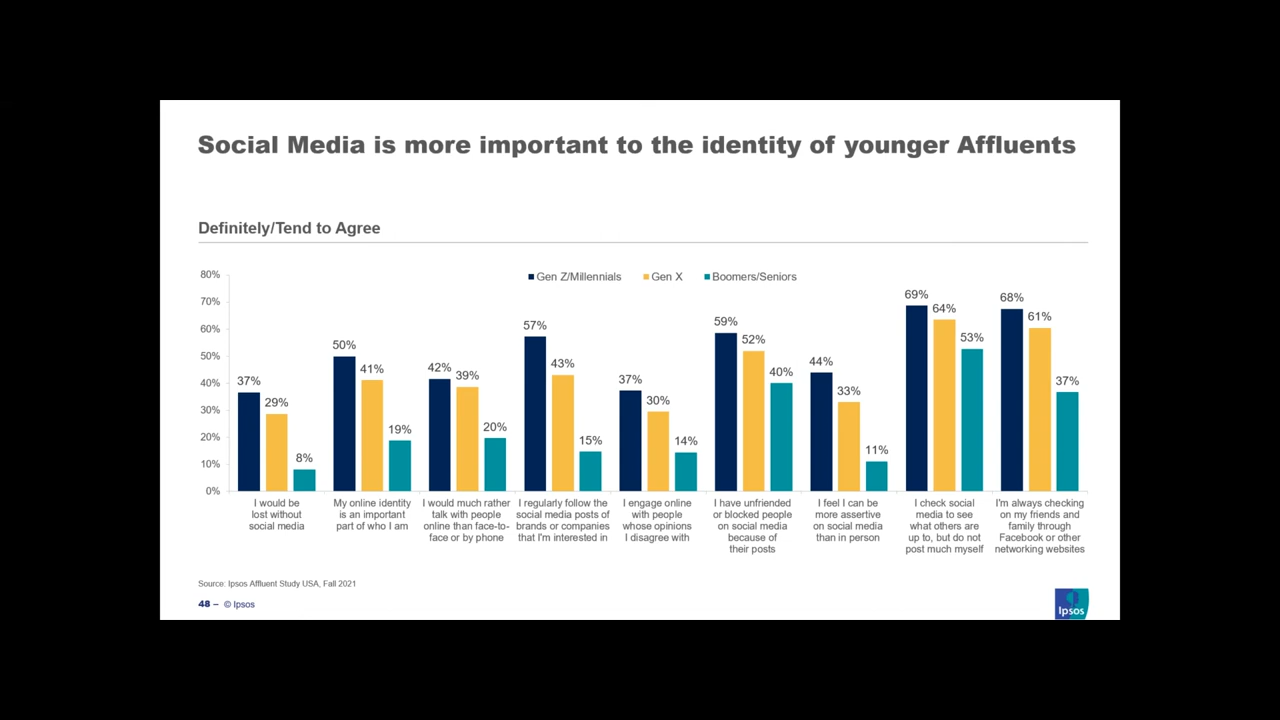 Social Media is more important to the identity of younger Affluents
Definitely/Tend to Agree
Gen Z/Millennials
Gen X
Boomers/Seniors
80%
70%
60%
50%
40%
30%
20%
10%
0%
37%
29%
8%
50%
41%
19%
42%
39%
20%
57%
43%
15%
37%
30%
14%
59%
52%
40%
44%
33%
11%
69%
64%
53%
68%
61%
37%
I would be
lost without
social media
My online identity
is an important
part of who I am
I would much rather
talk with people
online than face-to-
face or by phone
I regularly follow the
social media posts of
brands or companies
that I'm interested in
I engage online
with people
whose opinions
I disagree with
I have unfriended
or blocked people
on social media
because of
their posts
I feel I can be
more assertive
on social media
than in person
I check social
media to see
what others are
up to, but do not
post much myself
I'm always checking
on my friends and
family through
Facebook or other
networking websites
Source: Ipsos Affluent Study USA, Fall 2021
48 – © Ipsos
Ipsos